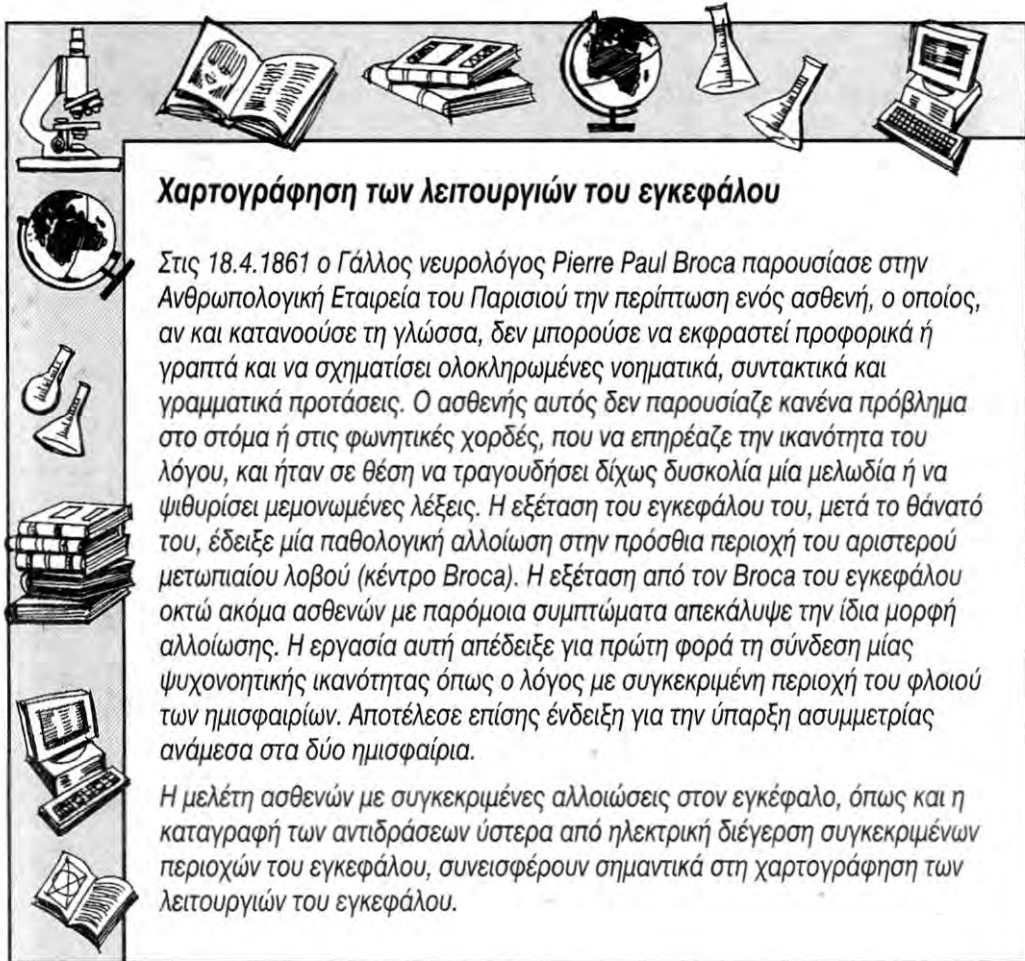 Χαρτογράφηση των λειτουργιών του εγκεφάλου
Στις 18.4.1861 ο Γάλλος νευρολόγος Pierre Paul Broca παρουσίασε στην
Ανθρωπολογική Εταιρεία του Παρισιού την περίπτωση ενός ασθενή, ο οποίος,
αν και κατανοούσε τη γλώσσα, δεν μπορούσε να εκφραστεί προφορικά ή
γραπτά και να σχηματίσει ολοκληρωμένες νοηματικά, συντακτικά και
γραμματικά προτάσεις. Ο ασθενής αυτός δεν παρουσίαζε κανένα πρόβλημα
στο στόμα ή στις φωνητικές χορδές, που να επηρέαζε την ικανότητα του
λόγου, και ήταν σε θέση να τραγουδήσει δίχως δυσκολία μία μελωδία ή να
ψιθυρίσει μεμονωμένες λέξεις. Η εξέταση του εγκεφάλου του, μετά το θάνατό
του, έδειξε μία παθολογική αλλοίωση στην πρόσθια περιοχή του αριστερού
μετωπιαίου λοβού (κέντρο Broca). Η εξέταση από τον Broca του εγκεφάλου
οκτώ ακόμα ασθενών με παρόμοια συμπτώματα απεκάλυψε την ίδια μορφή
αλλοίωσης. Η εργασία αυτή απέδειξε για πρώτη φορά τη σύνδεση μίας
ψυχονοητικής ικανότητας όπως ο λόγος με συγκεκριμένη περιοχή του φλοιού
των ημισφαιρίων. Αποτέλεσε επίσης ένδειξη για την ύπαρξη ασυμμετρίας
ανάμεσα στα δύο ημισφαίρια.
Η μελέτη ασθενών με συγκεκριμένες αλλοιώσεις στον εγκέφαλο, όπως και η
καταγραφή των αντιδράσεων ύστερα από ηλεκτρική διέγερση συγκεκριμένων
περιοχών του εγκεφάλου, συνεισφέρουν σημαντικά στη χαρτογράφηση των
λειτουργιών του εγκεφάλου.